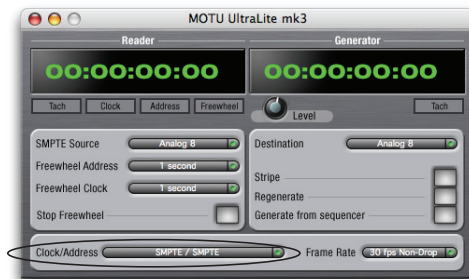 MOTU UltraLite mk3
Reader
Generator
00:00:00:00
00:00:00:00
Tach
Clock
Address
Freewheel
Level
Tach
SMPTE Source
Analog 8
Freewheel Address
1 second
Freewheel Clock
1 second
Stop Freewheel
Destination
Analog 8
Stripe
Regenerate
Generate from sequencer
Clock/Address
SMPTE / SMPTE
Frame Rate
30 fps Non-Drop